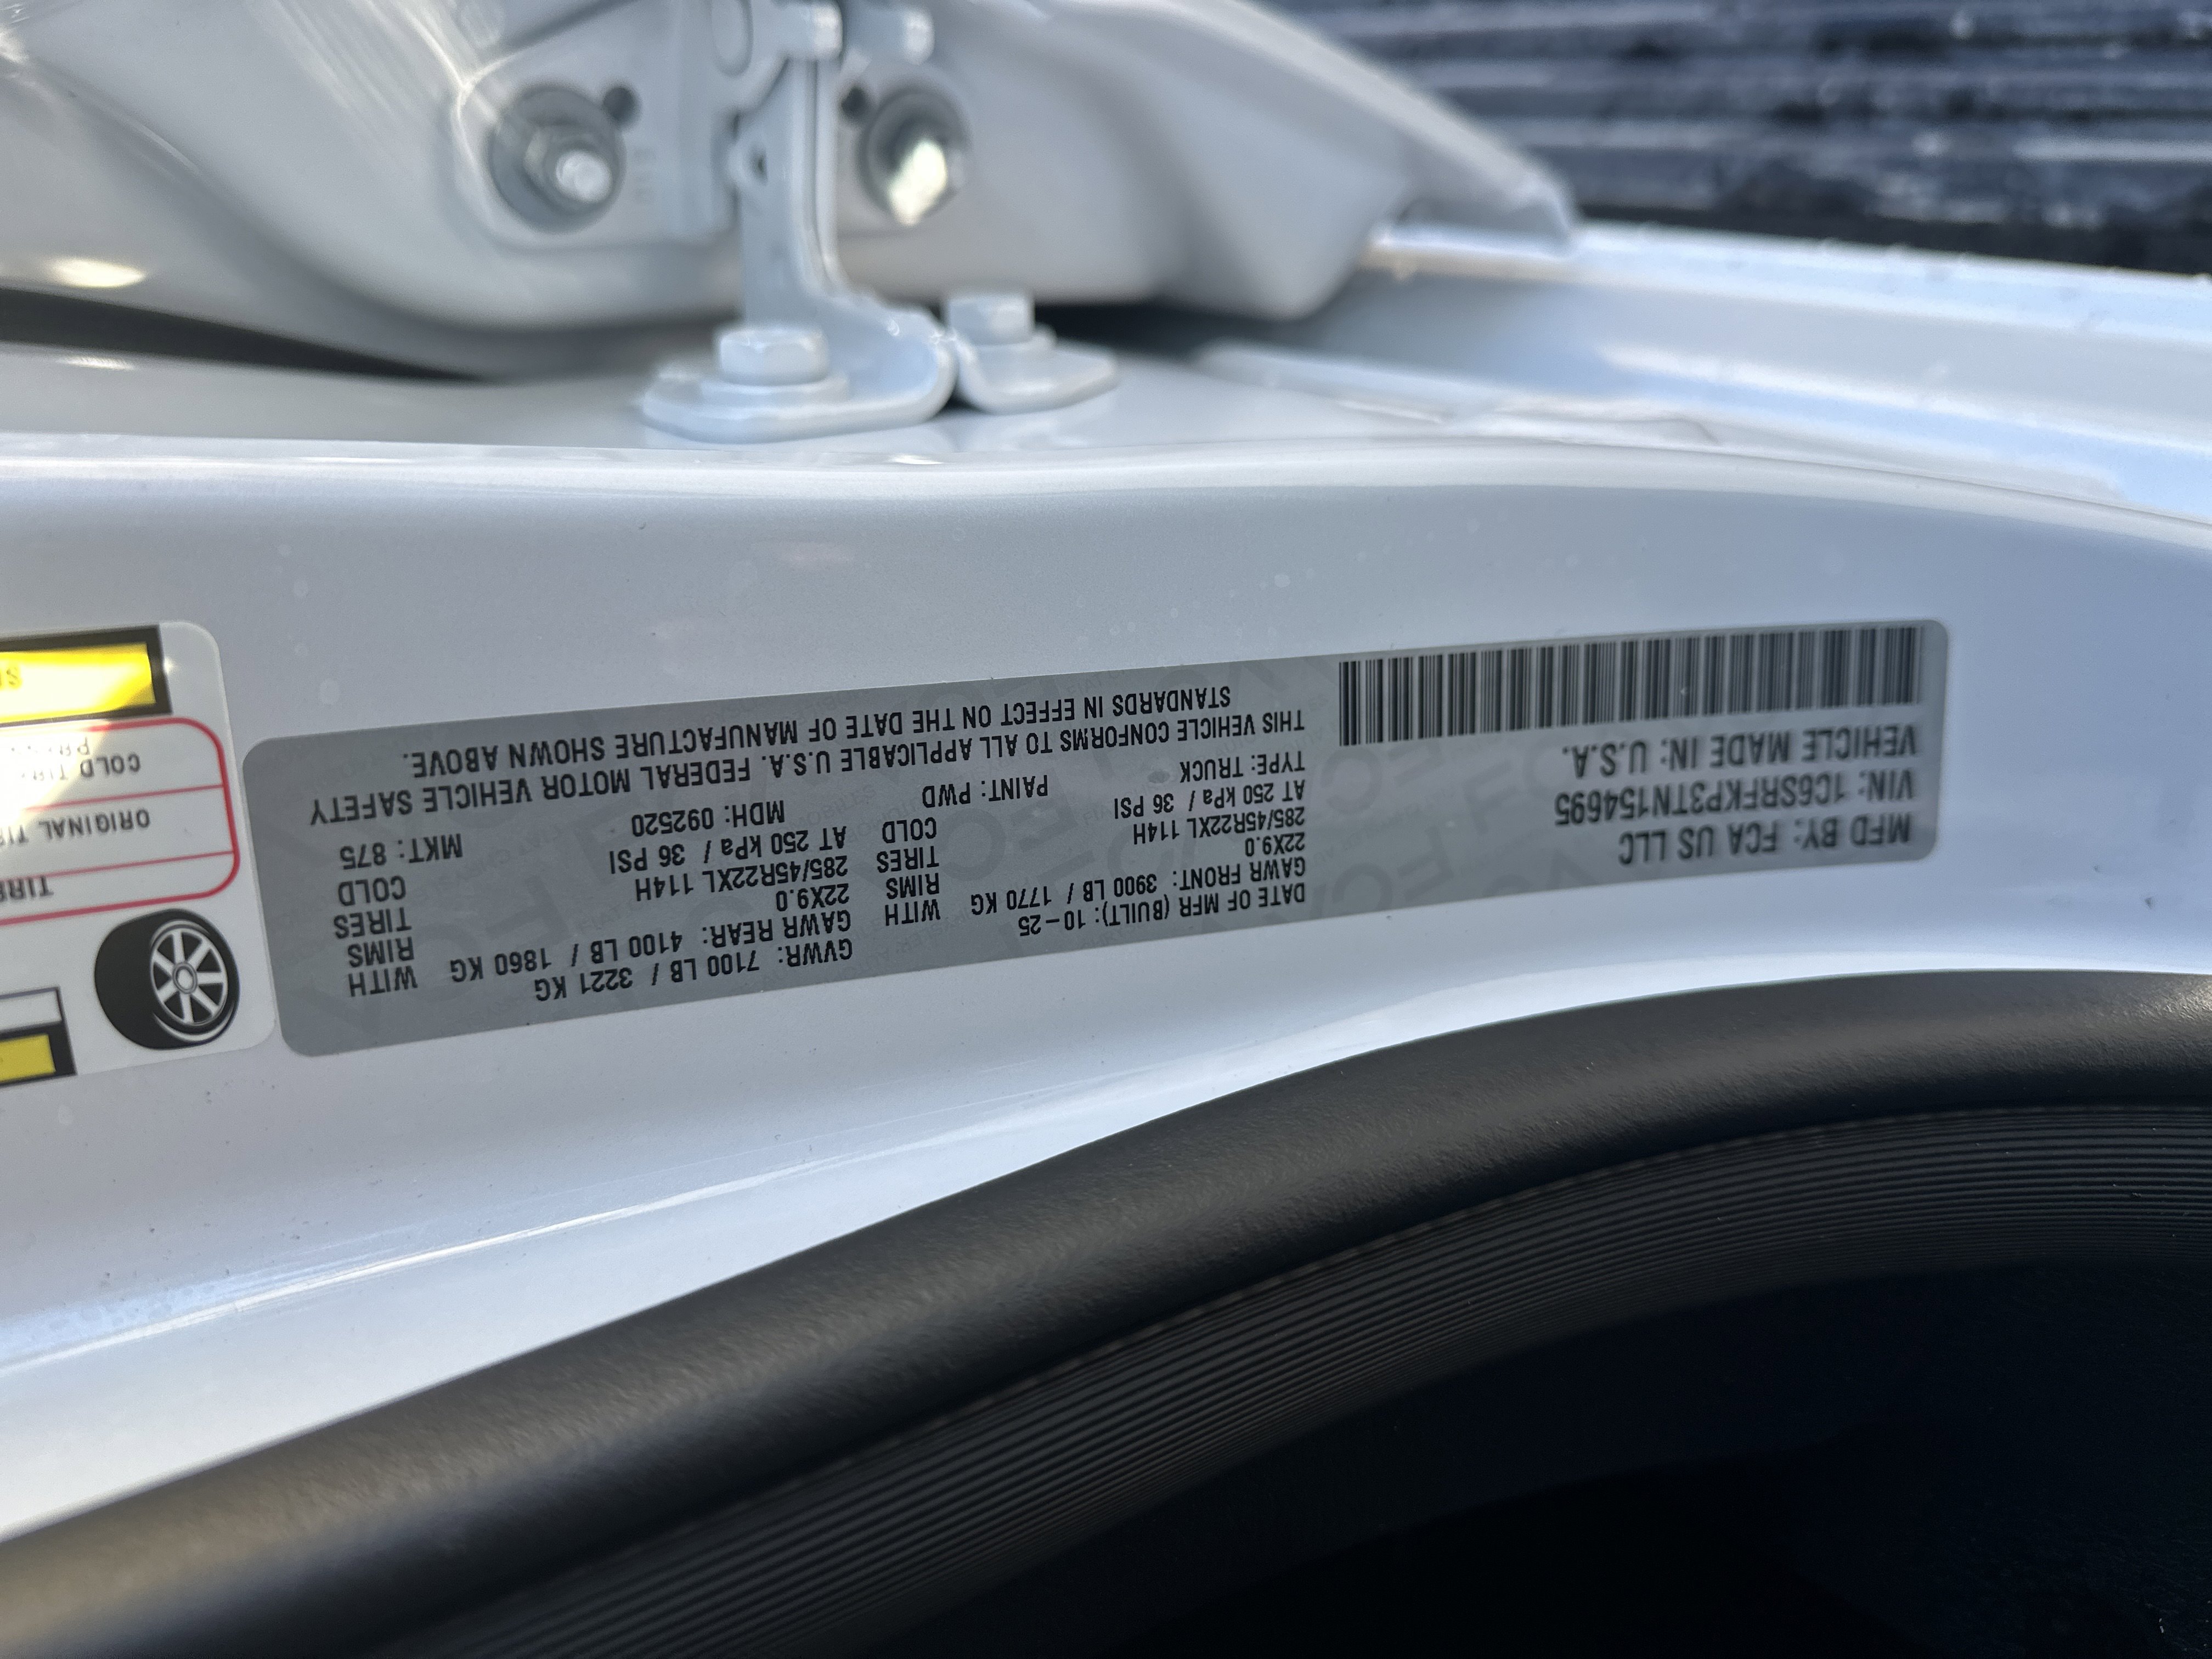 MFD BY: FCA US LLC
VIN: 1C6SRFKP3TN154695
VEHICLE MADE IN: U.S.A.
DATE OF MFR (BUILT): 10-25
GAWR FRONT: 3900 LB / 1770 KG WITH
22X9.0 RIMS
285/45R22XL 114H TIRES
AT 250 kPa / 36 PSI COLD
TYPE: TRUCK PAINT: PWD
GVWR: 7100 LB / 3221 KG
GAWR REAR: 4100 LB / 1860 KG WITH
22X9.0 RIMS
285/45R22XL 114H TIRES
AT 250 kPa / 36 PSI COLD
MDH: 092520 MKT: 875
THIS VEHICLE CONFORMS TO ALL APPLICABLE U.S.A. FEDERAL MOTOR VEHICLE SAFETY
STANDARDS IN EFFECT ON THE DATE OF MANUFACTURE SHOWN ABOVE.
ORIGINAL
COLD